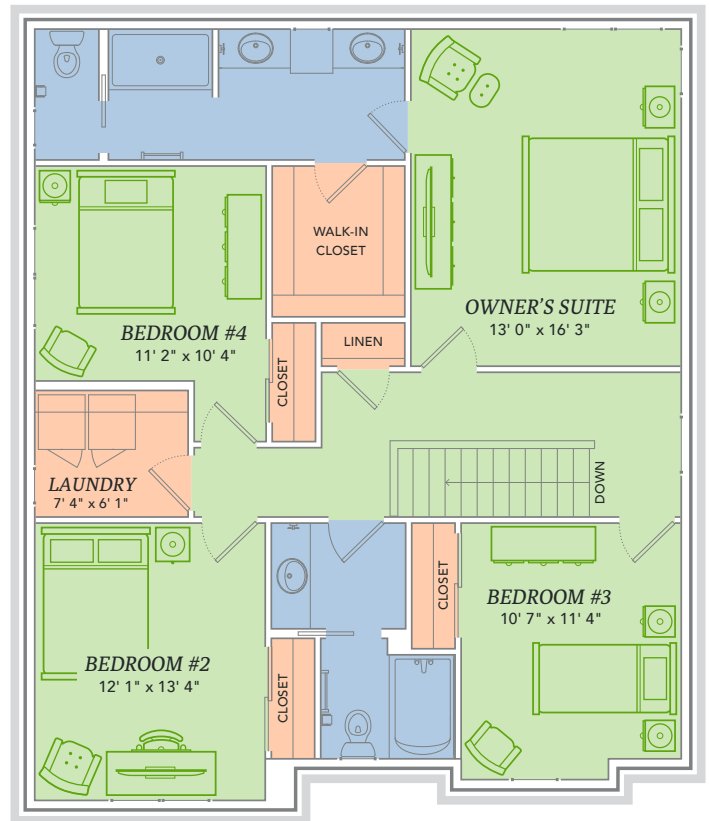 WALK-IN
CLOSET
OWNER’S SUITE
13' 0" x 16' 3"
BEDROOM #4
11' 2" x 10' 4"
LINEN
CLOSET
LAUNDRY
7' 4" x 6' 1"
DOWN
CLOSET
BEDROOM #3
10' 7" x 11' 4"
BEDROOM #2
12' 1" x 13' 4"
CLOSET